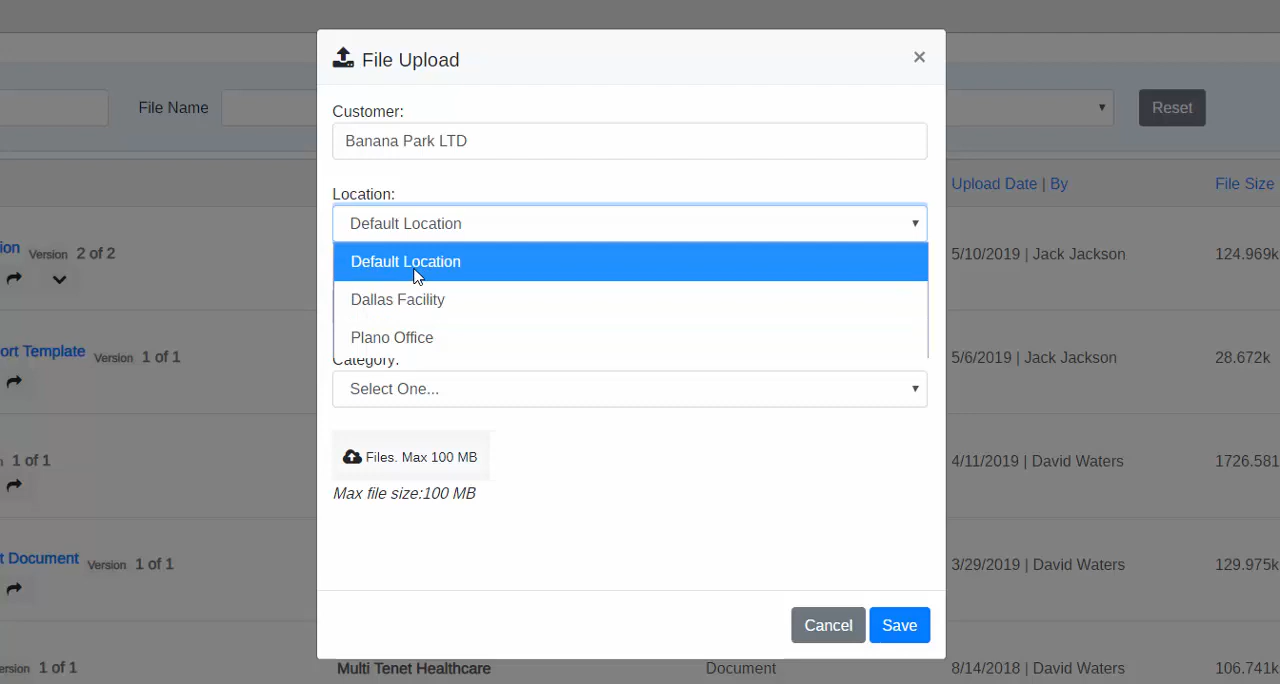 File Upload ×
Customer:
Banana Park LTD
File Name
Reset
Location:
Default Location
Upload Date | By
File Size
Default Location
Dallas Facility
Plano Office
ion Version 2 of 2
5/10/2019 | Jack Jackson
124.969k
ort Template Version 1 of 1
5/6/2019 | Jack Jackson
28.672k
Category:
Select One...
Files. Max 100 MB
Max file size:100 MB
1 of 1
4/11/2019 | David Waters
1726.581
t Document Version 1 of 1
3/29/2019 | David Waters
129.975k
Cancel
Save
ersion 1 of 1
Multi Tenet Healthcare
Document
8/14/2018 | David Waters
106.741k